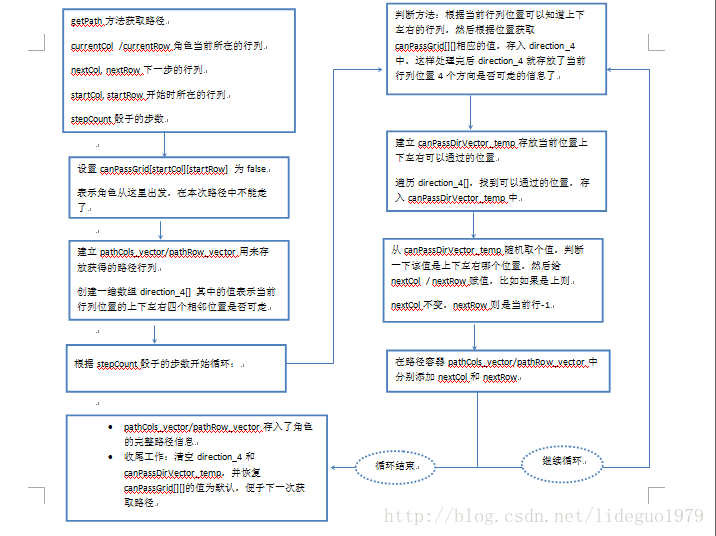 getPath 方法获取路径.
currentCol /currentRow 角色当前所在的行列.
nextCol, nextRow 下一步的行列.
startCol, startRow 开始时所在的行列.
stepCount 骰子的步数
设置 canPassGrid[startCol][startRow] 为 false.
表示角色从这里出发，在本次路径中不能走
了.
建立 pathCols_vector/pathRow_vector 用来存
放获得的路径行列.
创建一维数组 direction_4[] 其中的值表示当前
行列位置的上下左右四个相邻位置是否可走.
根据 stepCount 骰子的步数开始循环：
pathCols_vector/pathRow_vector 存入了角色
的完整路径信息.
收尾工作：清空 direction_4 和
canPassDirVector_temp，并恢复
canPassGrid[][]的值为默认，便于下一次获
取路径.
判断方法：根据当前行列位置可以知道上下
左右的行列，然后根据位置获取
canPassGrid[][]相应的值，存入 direction_4
中，这样处理完后 direction_4 就存放了当前
行列位置 4 个方向是否可走的信息了.
建立 canPassDirVector_temp 存放当前位置上
下左右可以通过的位置.
遍历 direction_4[]，找到可以通过的位置，存
入 canPassDirVector_temp 中.
从 canPassDirVector_temp 随机取个值，判断
一下该值是上下左右哪个位置，然后给
nextCol / nextRow 赋值，比如如果是上则
nextCol 不变，nextRow 则是当前行-1.
在路径容器 pathCols_vector/pathRow_vector 中
分别添加 nextCol 和 nextRow
循环结束
继续循环
http://blog.csdn.net/lideguo1979